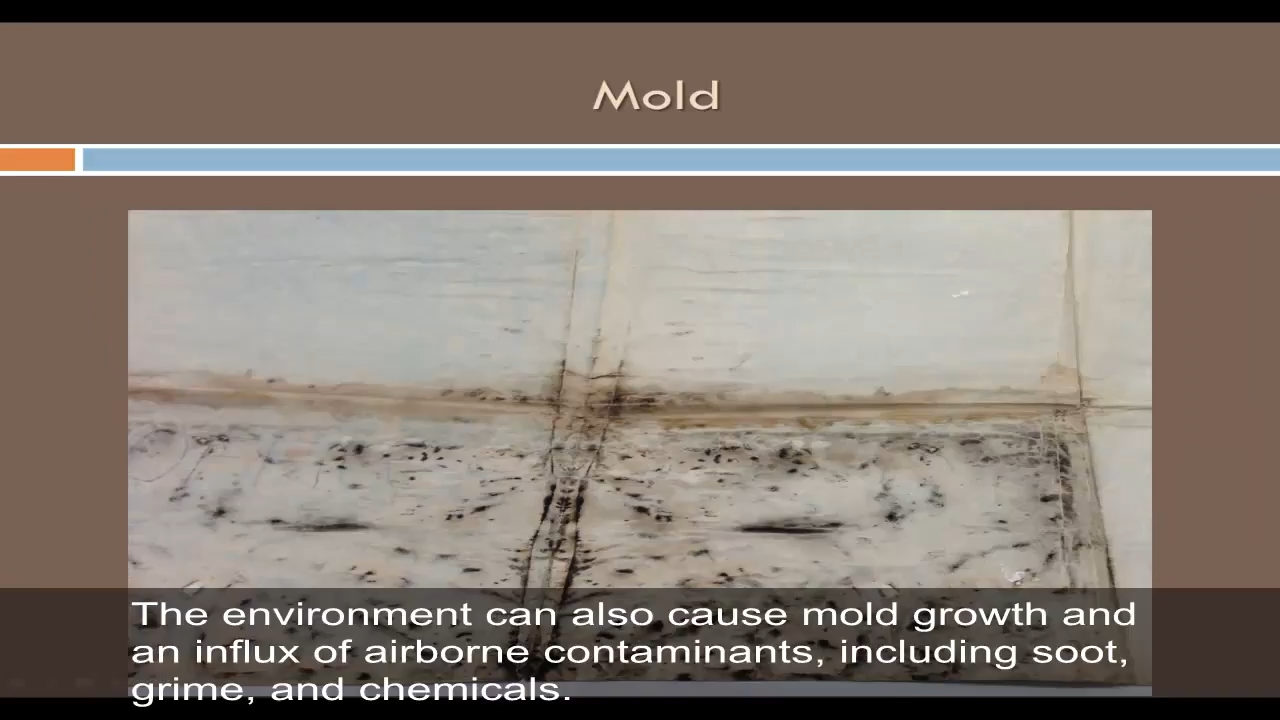 Mold
The environment can also cause mold growth and
an influx of airborne contaminants, including soot,
grime, and chemicals.